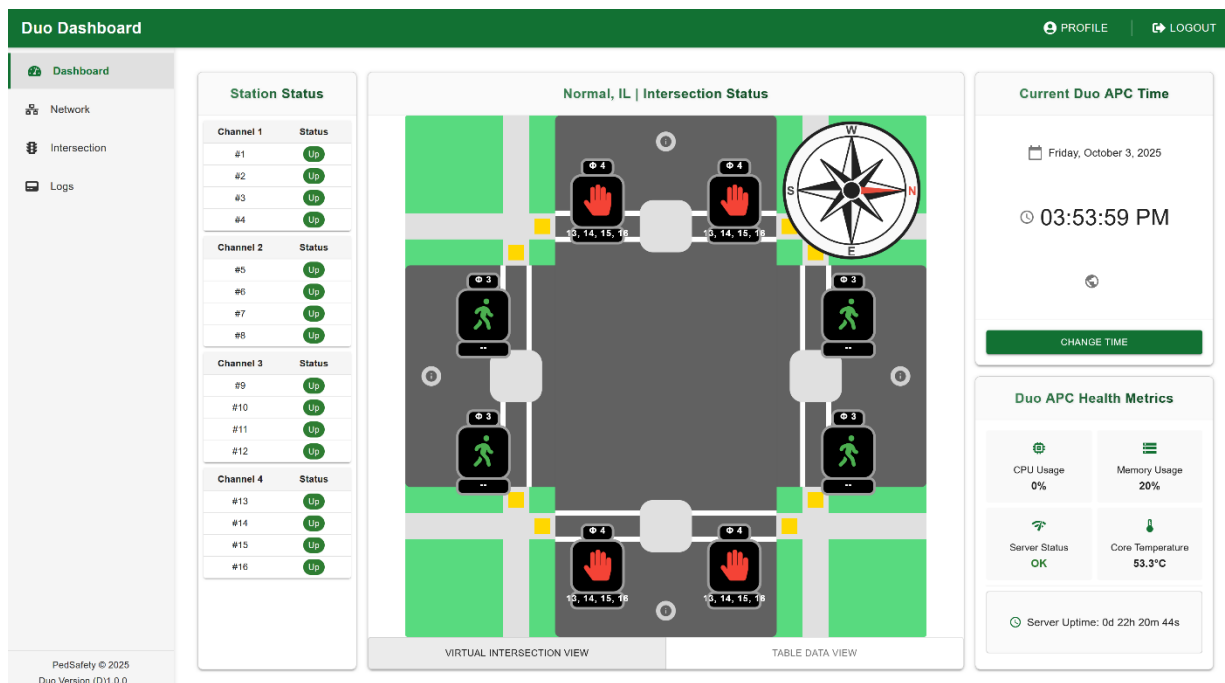 Duo Dashboard
PROFILE
LOGOUT
Dashboard
Network
Intersection
Logs
PedSafety © 2025
Duo Version (D)1.0.0
Station Status
Channel 1 Status
#1 Up
#2 Up
#3 Up
#4 Up
Channel 2 Status
#5 Up
#6 Up
#7 Up
#8 Up
Channel 3 Status
#9 Up
#10 Up
#11 Up
#12 Up
Channel 4 Status
#13 Up
#14 Up
#15 Up
#16 Up
Normal, IL | Intersection Status
W
S
N
E
Φ 4
13, 14, 15, 16
Φ 4
13, 14, 15, 16
Φ 3
--
Φ 3
--
Φ 3
--
Φ 3
--
Φ 4
13, 14, 15, 16
Φ 4
13, 14, 15, 16
VIRTUAL INTERSECTION VIEW
TABLE DATA VIEW
Current Duo APC Time
Friday, October 3, 2025
03:53:59 PM
CHANGE TIME
Duo APC Health Metrics
CPU Usage
0%
Memory Usage
20%
Server Status
OK
Core Temperature
53.3°C
Server Uptime: 0d 22h 20m 44s